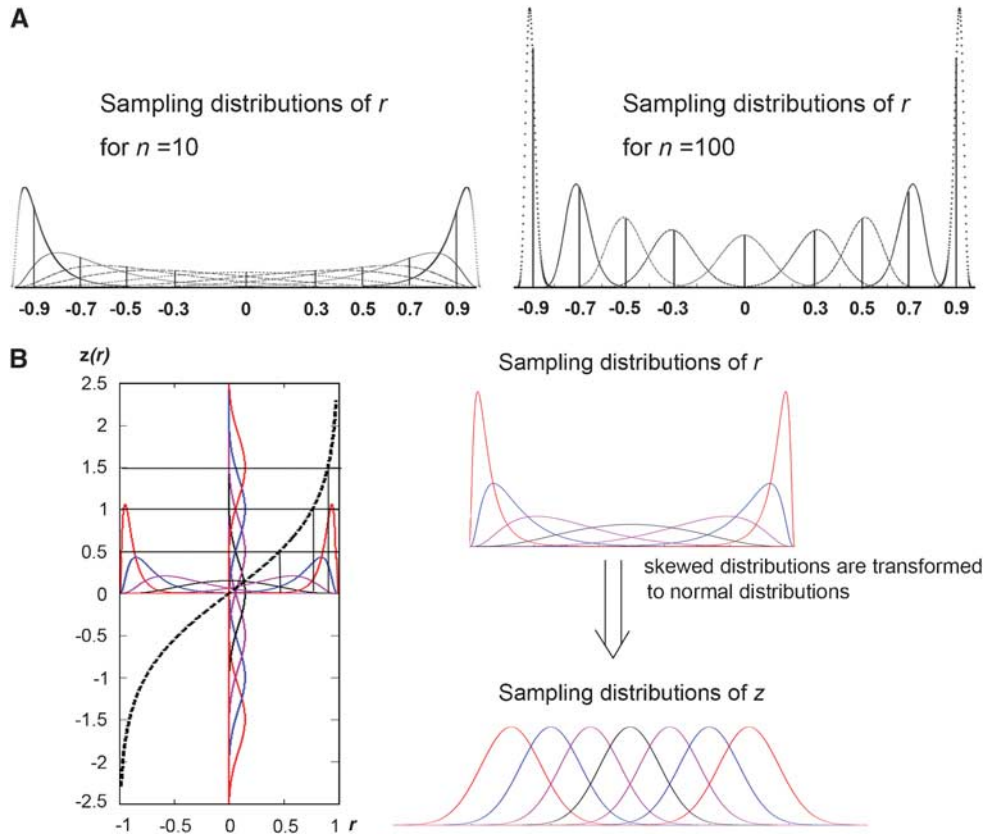 A
Sampling distributions of r
for n =10
Sampling distributions of r
for n =100
-0.9 -0.7 -0.5 -0.3 0 0.3 0.5 0.7 0.9
-0.9 -0.7 -0.5 -0.3 0 0.3 0.5 0.7 0.9
B
z(r)
2.5
2
1.5
1
0.5
0
-0.5
-1
-1.5
-2
-2.5
-1 -0.5 0 0.5 r 1
Sampling distributions of r
skewed distributions are transformed
to normal distributions
Sampling distributions of z